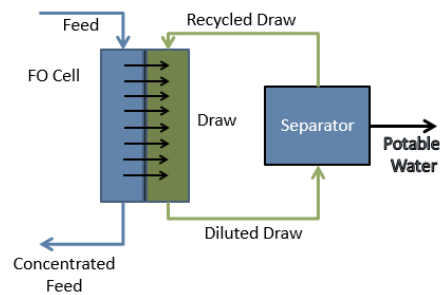 Recycled Draw
Feed
FO Cell
Draw
Separator
Potable
Water
Diluted Draw
Concentrated
Feed